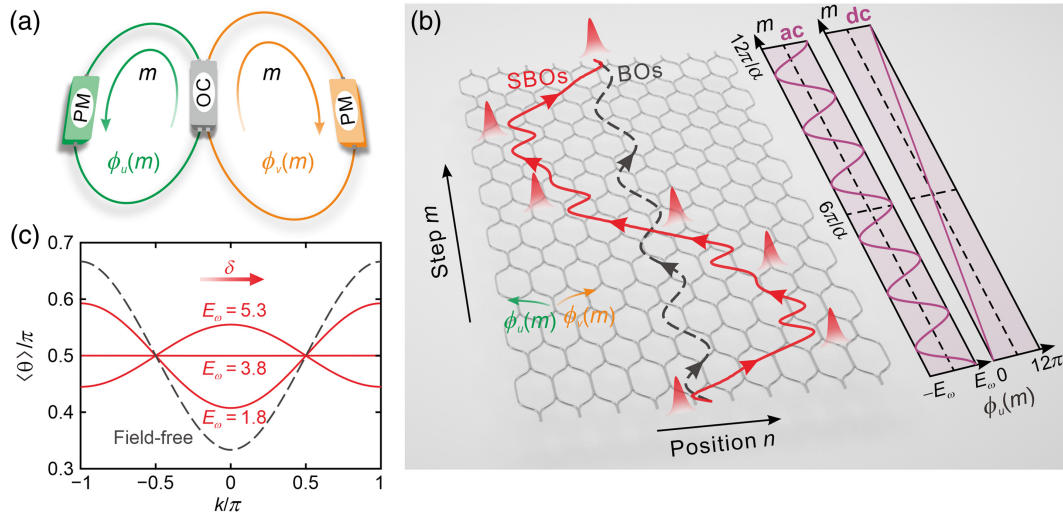 (a)
PM
m
OC
m
PM
ϕu(m)
ϕv(m)
(b)
SBOs
BOs
Step m
ϕu(m)
ϕv(m)
Position n
m
ac
m
dc
12π/α
6π/α
−Eω
Eω
0
12π
ϕu(m)
(c)
⟨θ⟩/π
0.7
0.6
0.5
0.4
0.3
δ
Eω = 5.3
Eω = 3.8
Eω = 1.8
Field-free
−1
−0.5
0
0.5
1
k/π